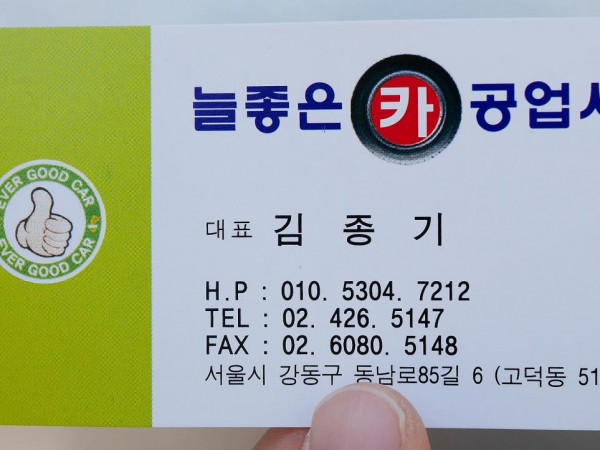 늘좋은 카 공업사
EVER GOOD CAR
EVER GOOD CAR
대표 김 종 기
H.P : 010. 5304. 7212
TEL : 02. 426. 5147
FAX : 02. 6080. 5148
서울시 강동구 동남로85길 6 (고덕동 51